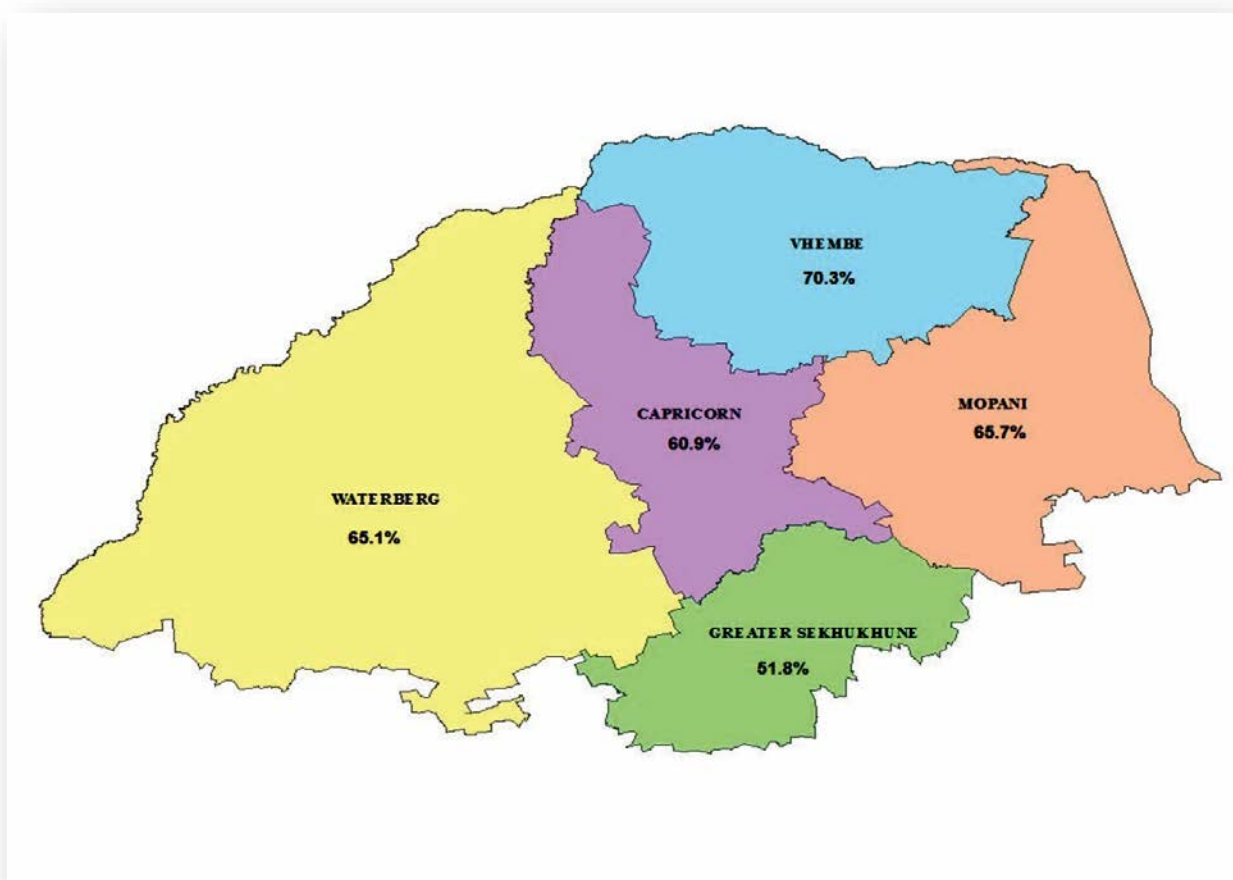 VHEMBE
70.3%
CAPRICORN
60.9%
MOPANI
65.7%
WATERBERG
65.1%
GREATER SEKHUKHUNE
51.8%